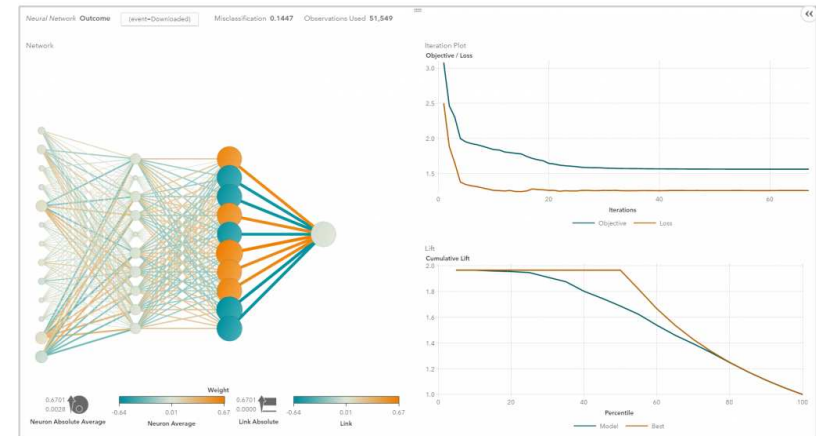 Neural Network Outcome (event=Downloaded) Misclassification 0.1447 Observations Used 51,549
Network
Iteration Plot
Objective / Loss
3.0
2.5
2.0
1.5
0 20 40 60
Iterations
Objective Loss
Lift
Cumulative Lift
2.0
1.8
1.6
1.4
1.2
1.0
0 20 40 60 80 100
Percentile
Model Best
Weight
0.6701
0.0028
Neuron Absolute Average
-0.64 0.01 0.67
Neuron Average
0.6701
0.0000
Link Absolute
-0.64 0.01 0.67
Link